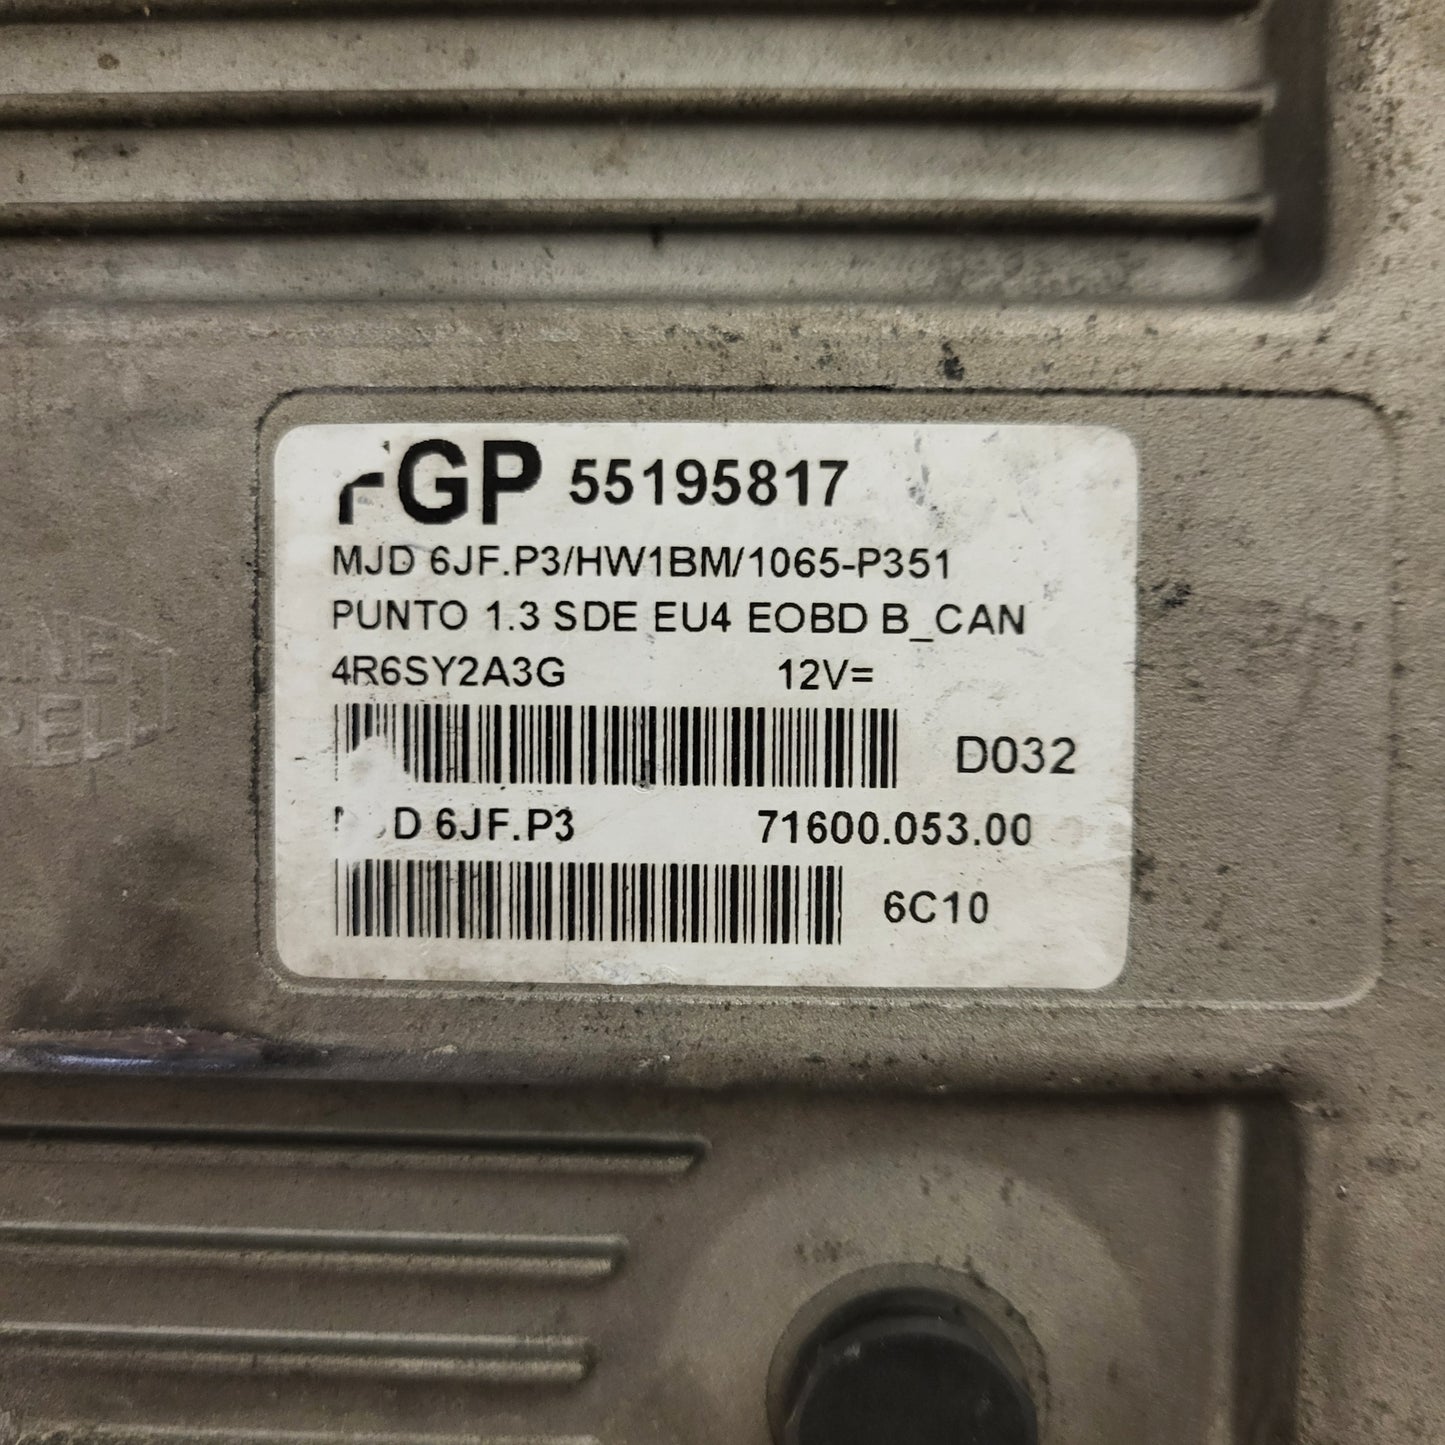 FGP 55195817
MJD 6JF.P3/HW1BM/1065-P351
PUNTO 1.3 SDE EU4 EOBD B_CAN
4R6SY2A3G 12V=
D032
D 6JF.P3 71600.053.00
6C10